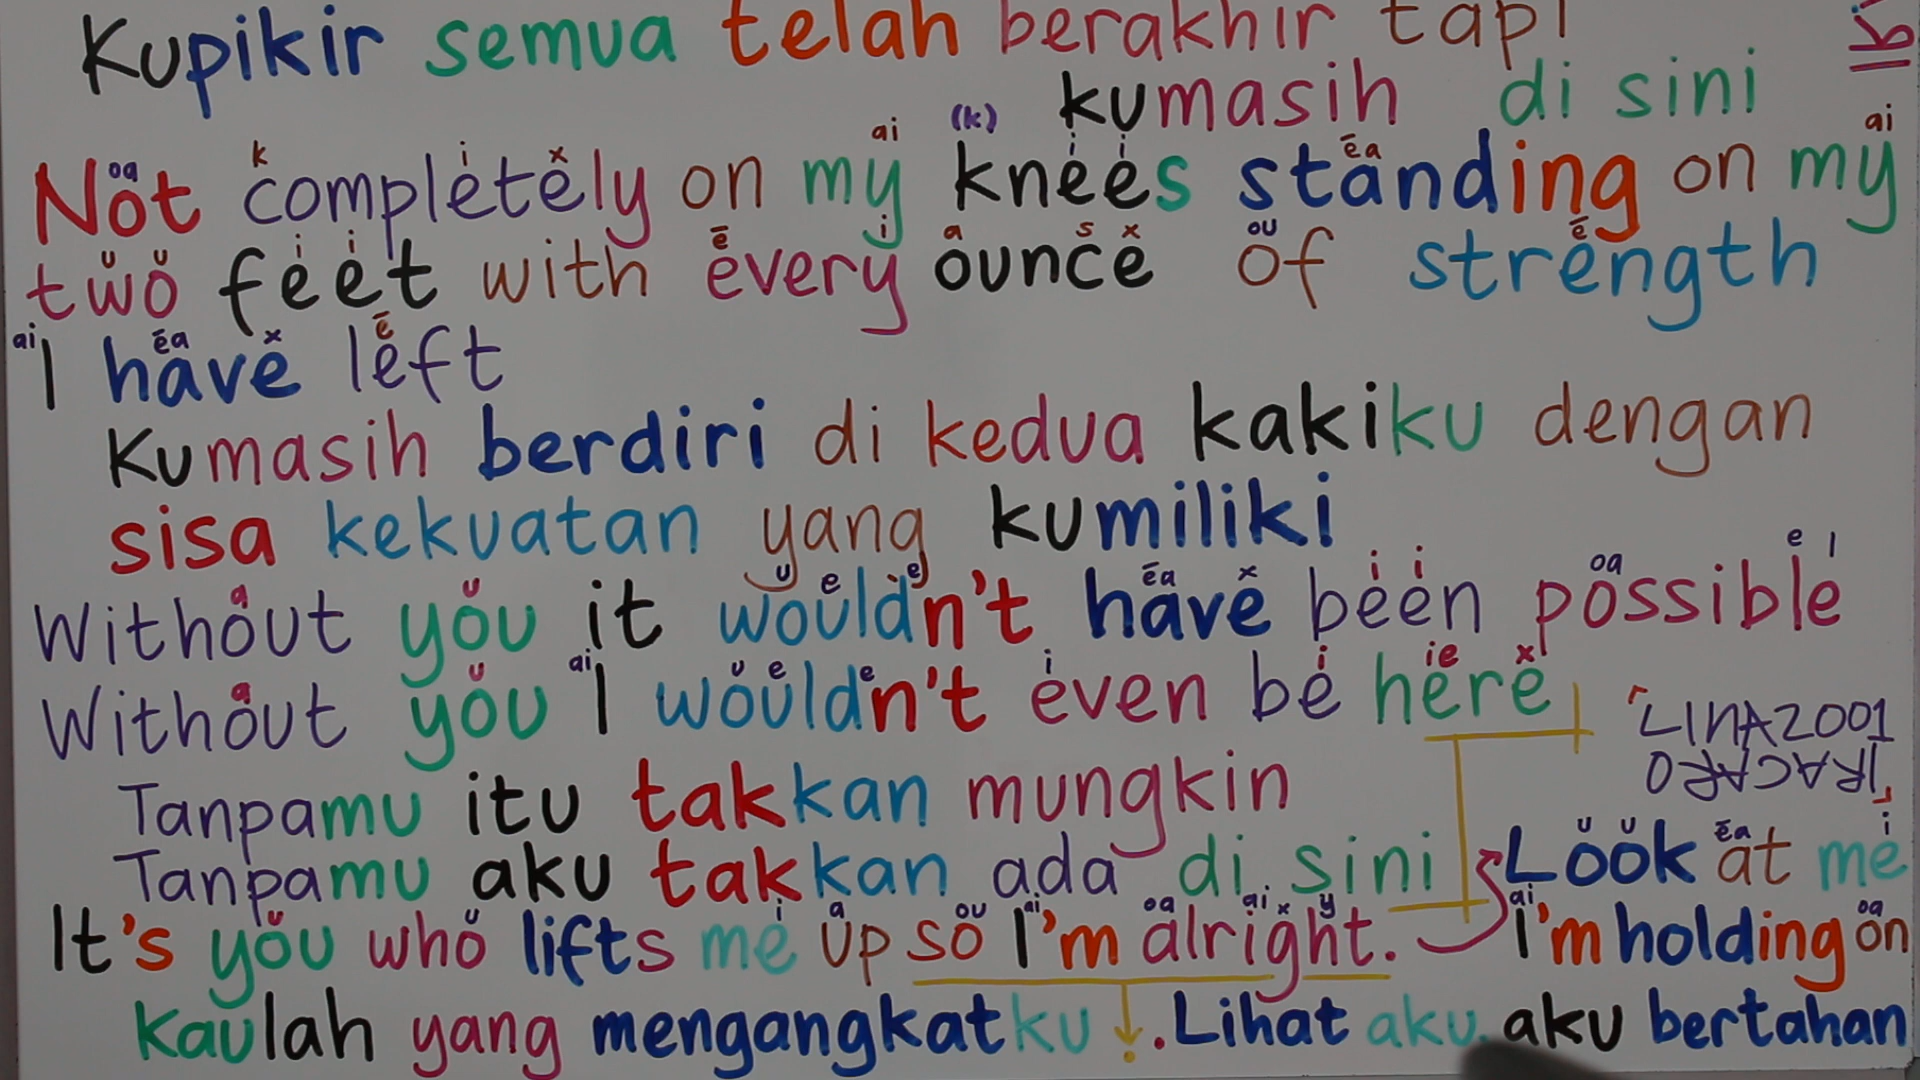 Kupikir semua telah berakhir tapi
kumasih di sini
Not completely on my knees standing on my
two feet with every ounce of strength
I have left
Kumasih berdiri di kedua kakiku dengan
sisa kekuatan yang kumiliki
Without you it wouldn't have been possible
Without you I wouldn't even be here
Tanpamu itu takkan mungkin
Tanpamu aku takkan ada di sini
It's you who lifts me up so I'm alright.
Look at me
I'm holding on
Kaulah yang mengangkatku . Lihat aku aku bertahan